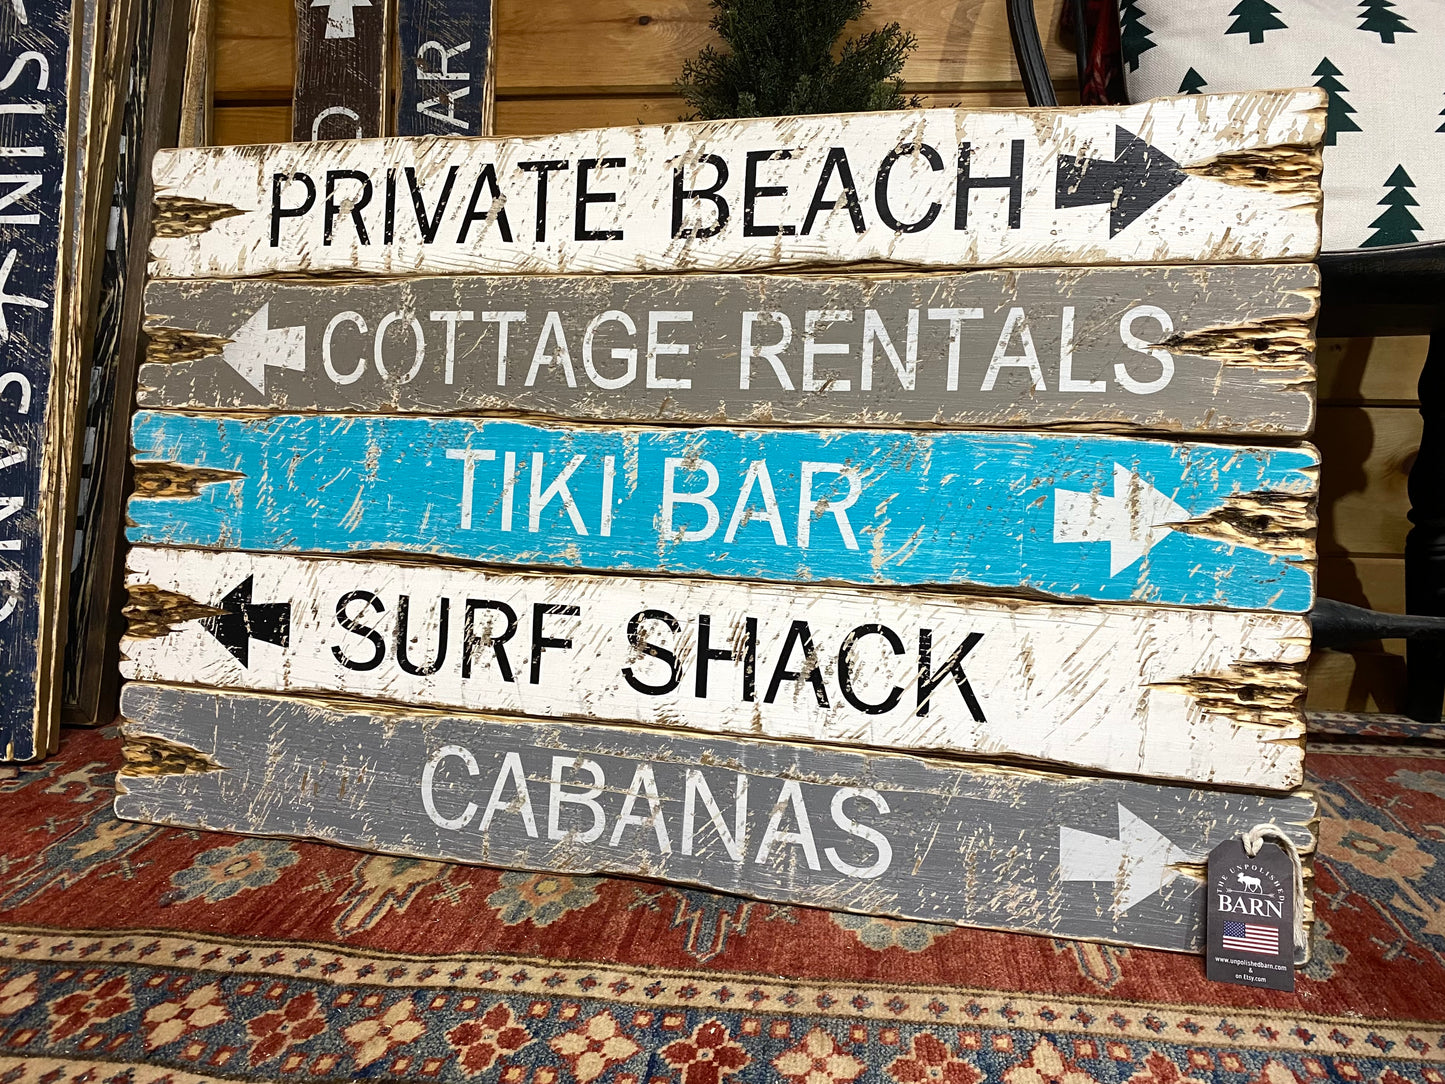 PRIVATE BEACH
COTTAGE RENTALS
TIKI BAR
SURF SHACK
CABANAS
THE UNPOLISHED
BARN
www.unpolishedbarn.com
&
on Etsy.com